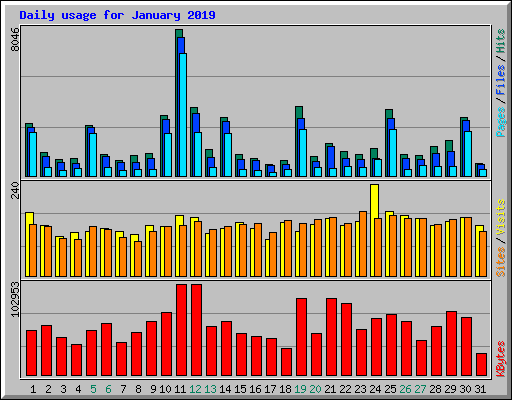 Daily usage for January 2019
8046
Pages / Files / Hits
240
Sites / Visits
102953
KBytes
1 2 3 4 5 6 7 8 9 10 11 12 13 14 15 16 17 18 19 20 21 22 23 24 25 26 27 28 29 30 31